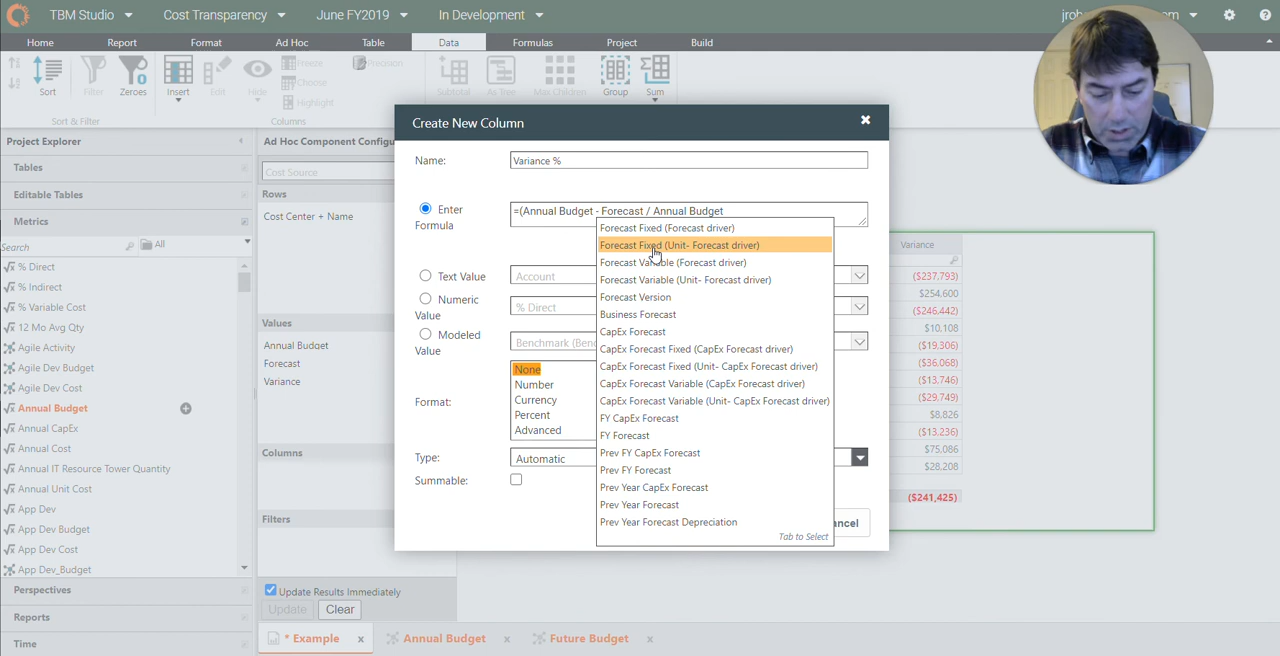 TBM Studio Cost Transparency June FY2019 In Development jroh m
Home Report Format Ad Hoc Table Data Formulas Project Build
Freeze Precision
Choose
Sort Filter Zeroes Insert Edit Hide Highlight Subtotal As Tree Max Children Group Sum
Sort & Filter Columns
Project Explorer
Tables
Editable Tables
Metrics
Search All
% Direct
% Indirect
% Variable Cost
12 Mo Avg Qty
Agile Activity
Agile Dev Budget
Agile Dev Cost
Annual Budget
Annual CapEx
Annual Cost
Annual IT Resource Tower Quantity
Annual Unit Cost
App Dev
App Dev Budget
App Dev Cost
App Dev_Budget
Perspectives
Reports
Time
Ad Hoc Component Configu
Cost Source
Rows
Cost Center + Name
Values
Annual Budget
Forecast
Variance
Columns
Filters
Update Results Immediately
Update Clear
Create New Column
Name: Variance %
Enter Formula =(Annual Budget - Forecast / Annual Budget
Text Value Account
Numeric Value % Direct
Modeled Value Benchmark (Ben
Format: None
Number
Currency
Percent
Advanced
Type: Automatic
Summable:
ancel
Forecast Fixed (Forecast driver)
Forecast Fixed (Unit- Forecast driver)
Forecast Variable (Forecast driver)
Forecast Variable (Unit- Forecast driver)
Forecast Version
Business Forecast
CapEx Forecast
CapEx Forecast Fixed (CapEx Forecast driver)
CapEx Forecast Fixed (Unit- CapEx Forecast driver)
CapEx Forecast Variable (CapEx Forecast driver)
CapEx Forecast Variable (Unit- CapEx Forecast driver)
FY CapEx Forecast
FY Forecast
Prev FY CapEx Forecast
Prev FY Forecast
Prev Year CapEx Forecast
Prev Year Forecast
Prev Year Forecast Depreciation
Tab to Select
Variance
($237,793)
$254,600
($246,442)
$10,108
($19,306)
($36,068)
($13,746)
($29,749)
$8,826
($13,236)
$75,086
$28,208
($241,425)
* Example x Annual Budget x Future Budget x